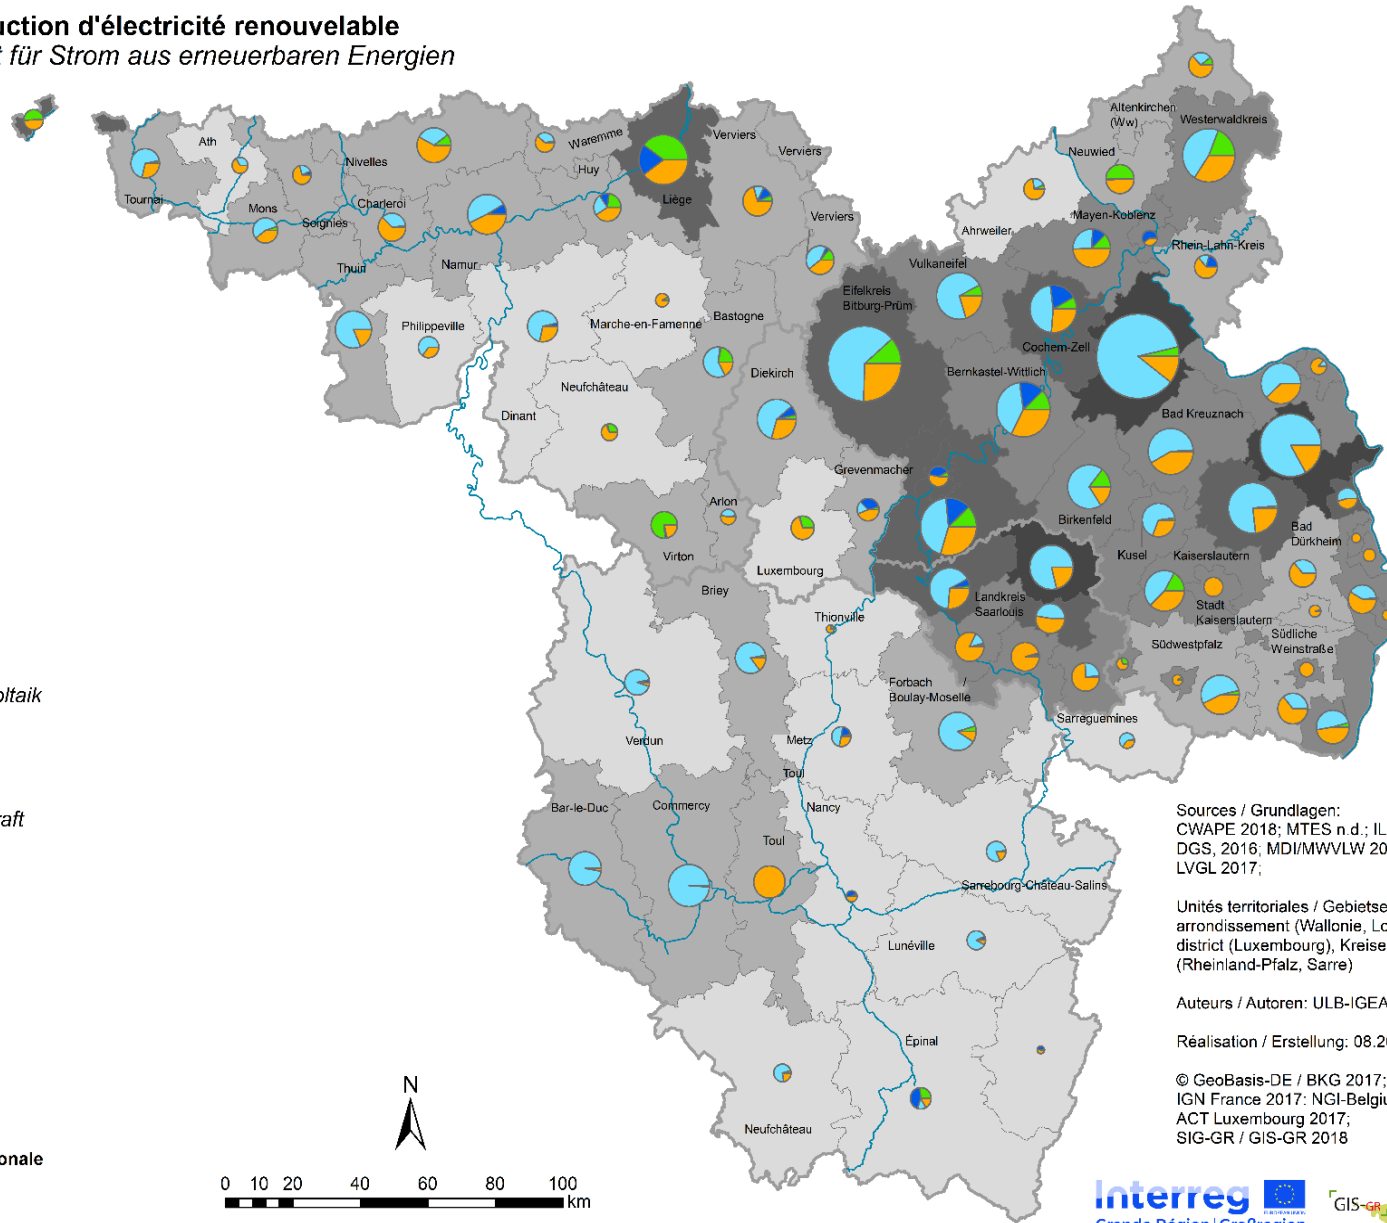 uction d'électricité renouvelable
t für Strom aus erneuerbaren Energien
Altenkirchen
(Ww)
Westerwaldkreis
Ath
Nivelles
Waremme
Verviers
Verviers
Neuwied
Huy
Tournai
Mons
Soignies
Charleroi
Liège
Verviers
Mayen-Koblenz
Ahrweiler
Rhein-Lahn-Kreis
Thuin
Namur
Vulkaneifel
Eifelkreis
Bitburg-Prüm
Philippeville
Marche-en-Famenne
Bastogne
Cochem-Zell
Neufchâteau
Diekirch
Bernkastel-Wittlich
Dinant
Bad Kreuznach
Grevenmacher
Arlon
Birkenfeld
Bad
Dürkheim
Virton
Luxembourg
Kusel
Kaiserslautern
Briey
Landkreis
Saarlouis
Stadt
Kaiserslautern
Thionville
Südwestpfalz
Südliche
Weinstraße
oltaik
Forbach /
Boulay-Moselle
Sarreguemines
Verdun
Metz
Toul
Bar-le-Duc
Commercy
Nancy
raft
Toul
Sarrebourg-Château-Salins
Lunéville
Épinal
Neufchâteau
Sources / Grundlagen:
CWAPE 2018; MTES n.d.; IL
DGS, 2016; MDI/MWVLW 20
LVGL 2017;
Unités territoriales / Gebietse
arrondissement (Wallonie, Lo
district (Luxembourg), Kreise
(Rheinland-Pfalz, Sarre)
Auteurs / Autoren: ULB-IGEA
Réalisation / Erstellung: 08.20
© GeoBasis-DE / BKG 2017;
IGN France 2017: NGI-Belgiu
ACT Luxembourg 2017;
SIG-GR / GIS-GR 2018
N
onale
0 10 20 40 60 80 100
km
Interreg
GIS-GR
Grande Région | Großregion